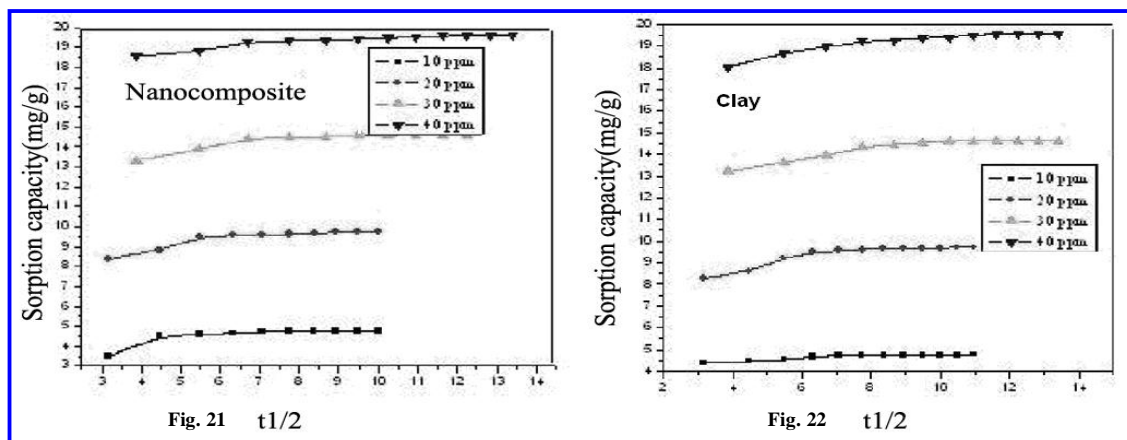 20
19
18
17
16
15
14
13
12
11
10
9
8
7
6
5
4
3
Sorption capacity(mg/g)
Nanocomposite
10 ppm
20 ppm
30 ppm
40 ppm
3 4 5 6 7 8 9 10 11 12 13 14
Fig. 21 t1/2
20
19
18
17
16
15
14
13
12
11
10
9
8
7
6
5
4
Sorption capacity(mg/g)
Clay
10 ppm
20 ppm
30 ppm
40 ppm
2 4 6 8 10 12 14
Fig. 22 t1/2